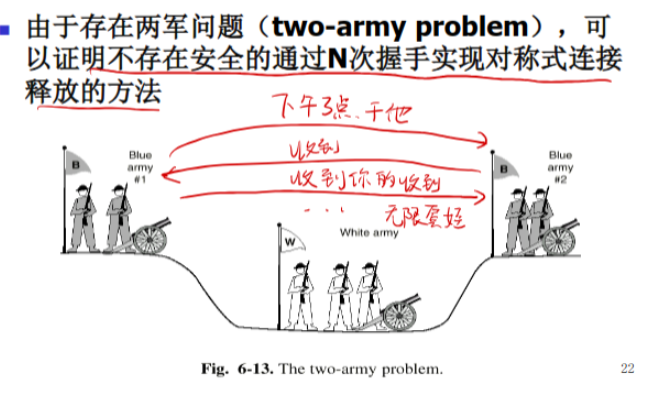 由于存在两军问题（two-army problem），可
以证明不存在安全的通过N次握手实现对称式连接
释放的方法
下午3点、干他
收到
收到你的收到
... 无限套娃
B
Blue
army
#1
B
Blue
army
#2
W
White army
Fig. 6-13. The two-army problem.
22